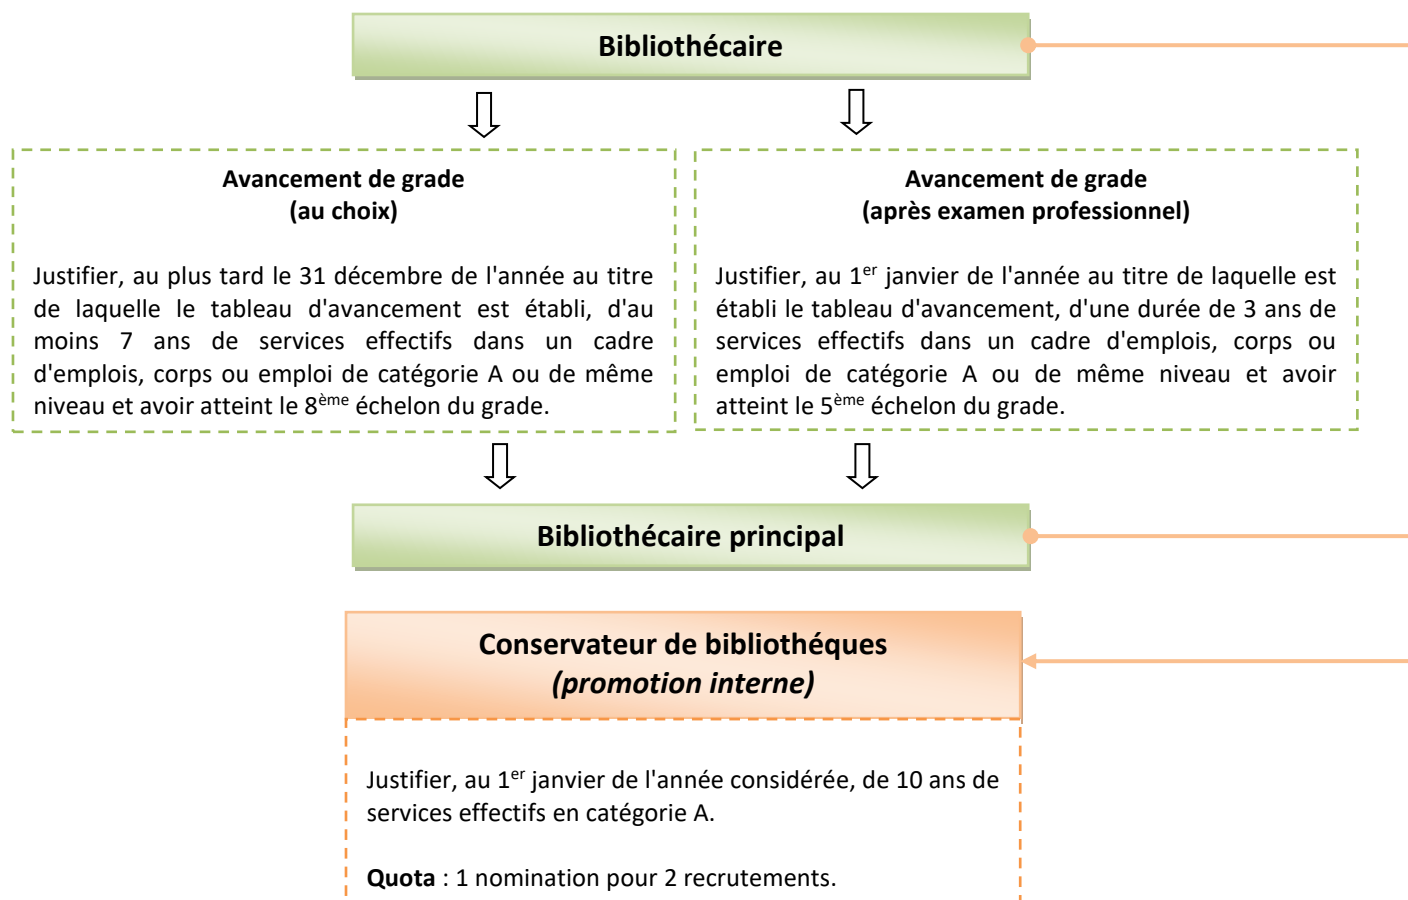 Bibliothécaire
Avancement de grade
(au choix)
Justifier, au plus tard le 31 décembre de l'année au titre
de laquelle le tableau d'avancement est établi, d'au
moins 7 ans de services effectifs dans un cadre
d'emplois, corps ou emploi de catégorie A ou de même
niveau et avoir atteint le 8ème échelon du grade.
Avancement de grade
(après examen professionnel)
Justifier, au 1er janvier de l'année au titre de laquelle est
établi le tableau d'avancement, d'une durée de 3 ans de
services effectifs dans un cadre d'emplois, corps ou
emploi de catégorie A ou de même niveau et avoir
atteint le 5ème échelon du grade.
Bibliothécaire principal
Conservateur de bibliothéques
(promotion interne)
Justifier, au 1er janvier de l'année considérée, de 10 ans de
services effectifs en catégorie A.
Quota : 1 nomination pour 2 recrutements.